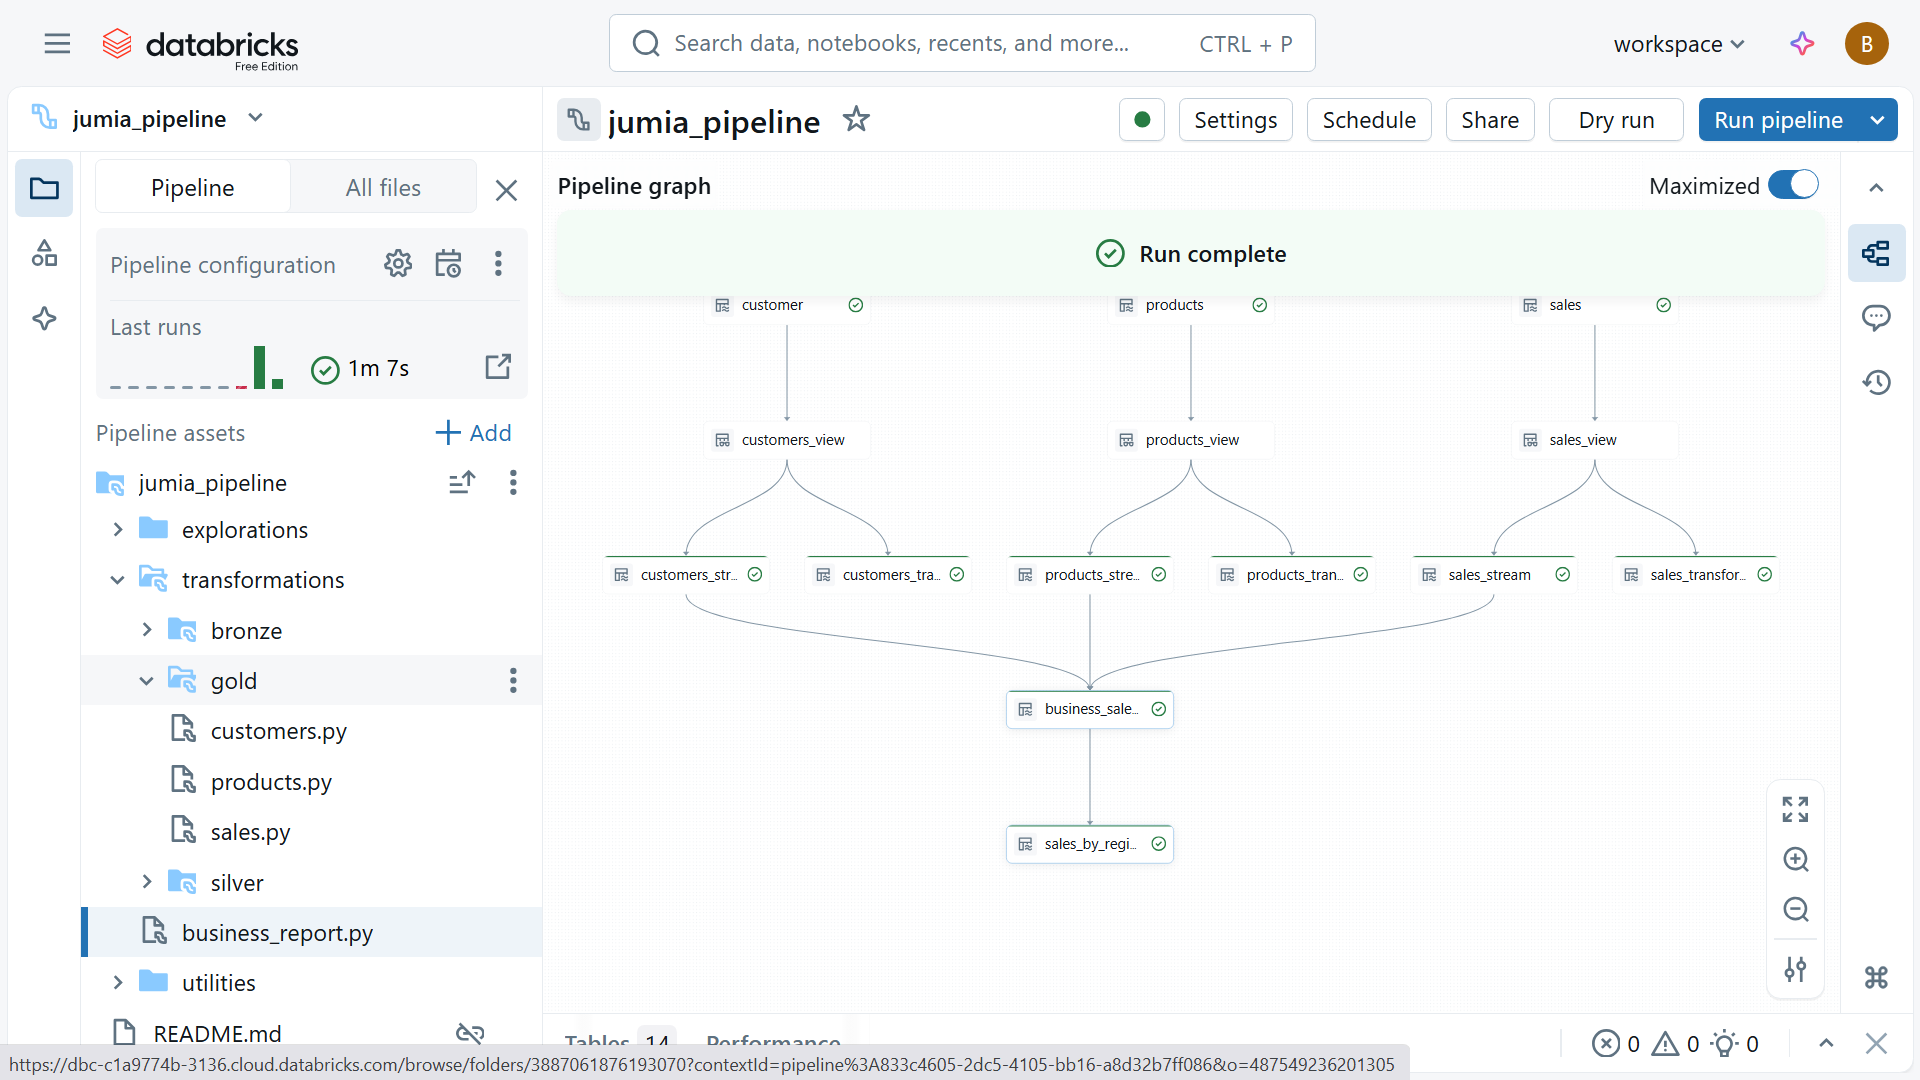 databricks
Free Edition
Search data, notebooks, recents, and more...
CTRL + P
workspace
B
jumia_pipeline
jumia_pipeline
Settings
Schedule
Share
Dry run
Run pipeline
Pipeline
All files
Pipeline graph
Maximized
Run complete
Pipeline configuration
Last runs
1m 7s
Pipeline assets
Add
jumia_pipeline
explorations
transformations
bronze
gold
customers.py
products.py
sales.py
silver
business_report.py
utilities
README.md
customer
products
sales
customers_view
products_view
sales_view
customers_str...
customers_tra...
products_stre...
products_tran...
sales_stream
sales_transfor...
business_sale...
sales_by_regi...
Tables 14
Performance
0
0
0
https://dbc-c1a9774b-3136.cloud.databricks.com/browse/folders/3887061876193070?contextId=pipeline%3A833c4605-2dc5-4105-bb16-a8d32b7ff086&o=487549236201305